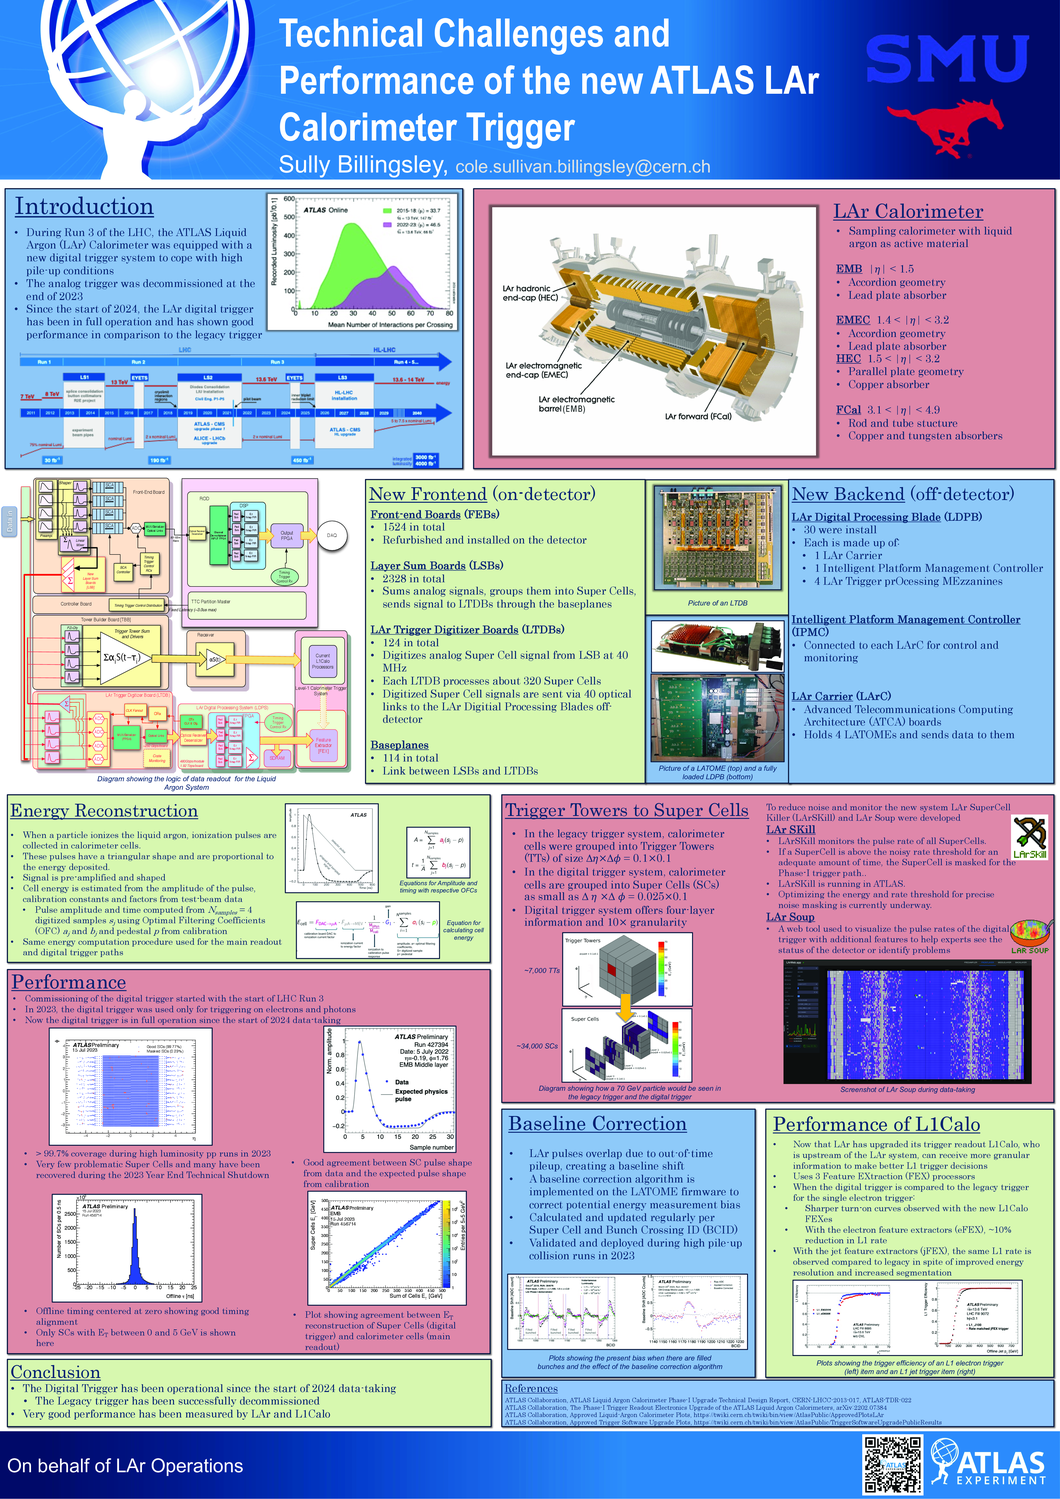 Technical Challenges and
Performance of the new ATLAS LAr
Calorimeter Trigger
Sully Billingsley, cole.sullivan.billingsley@cern.ch
SMU
Introduction
• During Run 3 of the LHC, the ATLAS Liquid
Argon (LAr) Calorimeter was equipped with a
new digital trigger system to cope with high
pile-up conditions
• The analog trigger was decommissioned at the
end of 2023
• Since the start of 2024, the LAr digital trigger
has been in full operation and has shown good
performance in comparison to the legacy trigger
ATLAS Online
Recorded Luminosity [pb⁻¹/0.1]
Mean Number of Interactions per Crossing
LHC
HL-LHC
Run 1
Run 2
Run 3
Run 4 - 5...
LS1
EYETS
LS2
EYETS
LS3
LAr hadronic
end-cap (HEC)
LAr electromagnetic
end-cap (EMEC)
LAr electromagnetic
barrel (EMB)
LAr forward (FCal)
LAr Calorimeter
• Sampling calorimeter with liquid
argon as active material
EMB |η| < 1.5
• Accordion geometry
• Lead plate absorber
EMEC 1.4 < |η| < 3.2
• Accordion geometry
• Lead plate absorber
HEC 1.5 < |η| < 3.2
• Parallel plate geometry
• Copper absorber
FCal 3.1 < |η| < 4.9
• Rod and tube stucture
• Copper and tungsten absorbers
Diagram showing the logic of data readout for the Liquid
Argon System
New Frontend (on-detector)
Front-end Boards (FEBs)
• 1524 in total
• Refurbished and installed on the detector
Layer Sum Boards (LSBs)
• 2328 in total
• Sums analog signals, groups them into Super Cells,
sends signal to LTDBs through the baseplanes
LAr Trigger Digitizer Boards (LTDBs)
• 124 in total
• Digitizes analog Super Cell signal from LSB at 40
MHz
• Each LTDB processes about 320 Super Cells
• Digitized Super Cell signals are sent via 40 optical
links to the LAr Digitial Processing Blades off-
detector
Baseplanes
• 114 in total
• Link between LSBs and LTDBs
Picture of an LTDB
Picture of a LATOME (top) and a fully
loaded LDPB (bottom)
New Backend (off-detector)
LAr Digital Processing Blade (LDPB)
• 30 were install
• Each is made up of:
• 1 LAr Carrier
• 1 Intelligent Platform Management Controller
• 4 LAr Trigger prOcessing MEzzanines
Intelligent Platform Management Controller
(IPMC)
• Connected to each LArC for control and
monitoring
LAr Carrier (LArC)
• Advanced Telecommunications Computing
Architecture (ATCA) boards
• Holds 4 LATOMEs and sends data to them
Energy Reconstruction
• When a particle ionizes the liquid argon, ionization pulses are
collected in calorimeter cells.
• These pulses have a triangular shape and are proportional to
the energy deposited.
• Signal is pre-amplified and shaped
• Cell energy is estimated from the amplitude of the pulse,
calibration constants and factors from test-beam data
• Pulse amplitude and time computed from Nsamples = 4
digitized samples sj using Optimal Filtering Coefficients
(OFC) aj and bj and pedestal p from calibration
• Same energy computation procedure used for the main readout
and digital trigger paths
ATLAS
Equations for Amplitude and
timing with respective OFCs
Equation for
calculating cell
energy
Trigger Towers to Super Cells
• In the legacy trigger system, calorimeter
cells were grouped into Trigger Towers
(TTs) of size Δη×Δφ = 0.1×0.1
• In the digital trigger system, calorimeter
cells are grouped into Super Cells (SCs)
as small as Δ η ×Δ ϕ = 0.025×0.1
• Digital trigger system offers four-layer
information and 10× granularity
Trigger Towers
~7,000 TTs
Super Cells
~34,000 SCs
Diagram showing how a 70 GeV particle would be seen in
the legacy trigger and the digital trigger
To reduce noise and monitor the new system LAr SuperCell
Killer (LArSKill) and LAr Soup were developed
LAr SKill
• LArSKill monitors the pulse rate of all SuperCells.
• If a SuperCell is above the noisy rate threshold for an
adequate amount of time, the SuperCell is masked for the
Phase-I trigger path..
• LArSKill is running in ATLAS.
• Optimizing the energy and rate threshold for precise
noise masking is currently underway.
LAr Soup
• A web tool used to visualize the pulse rates of the digital
trigger with additional features to help experts see the
status of the detector or identify problems
LArSKill
LAR SOUP
Screenshot of LAr Soup during data-taking
Performance
• Commissioning of the digital trigger started with the start of LHC Run 3
• In 2023, the digital trigger was used only for triggering on electrons and photons
• Now the digital trigger is in full operation since the start of 2024 data-taking
ATLAS Preliminary
ATLAS Preliminary
Run 427394
Date: 5 July 2022
EMB Middle layer
Data
Expected physics
pulse
Norm. amplitude
Sample number
• > 99.7% coverage during high luminosity pp runs in 2023
• Very few problematic Super Cells and many have been
recovered during the 2023 Year End Technical Shutdown
• Good agreement between SC pulse shape
from data and the expected pulse shape
from calibration
• Offline timing centered at zero showing good timing
alignment
• Only SCs with ET between 0 and 5 GeV is shown
here
• Plot showing agreement between ET
reconstruction of Super Cells (digital
trigger) and calorimeter cells (main
readout)
Baseline Correction
• LAr pulses overlap due to out-of-time
pileup, creating a baseline shift
• A baseline correction algorithm is
implemented on the LATOME firmware to
correct potential energy measurement bias
• Calculated and updated regularly per
Super Cell and Bunch Crossing ID (BCID)
• Validated and deployed during high pile-up
collision runs in 2023
Plots showing the present bias when there are filled
bunches and the effect of the baseline correction algorithm
Performance of L1Calo
• Now that LAr has upgraded its trigger readout L1Calo, who
is upstream of the LAr system, can receive more granular
information to make better L1 trigger decisions
• Uses 3 Feature EXtraction (FEX) processors
• When the digital trigger is compared to the legacy trigger
for the single electron trigger:
• Sharper turn-on curves observed with the new L1Calo
FEXes
• With the electron feature extractors (eFEX), ~10%
reduction in L1 rate
• With the jet feature extractors (jFEX), the same L1 rate is
observed compared to legacy in spite of improved energy
resolution and increased segmentation
Plots showing the trigger efficiency of an L1 electron trigger
(left) item and an L1 jet trigger item (right)
Conclusion
• The Digital Trigger has been operational since the start of 2024 data-taking
• The Legacy trigger has been successfully decommissioned
• Very good performance has been measured by LAr and L1Calo
References
ATLAS Collaboration, ATLAS Liquid Argon Calorimeter Phase-I Upgrade Technical Design Report, CERN-LHCC-2013-017, ATLAS-TDR-022
ATLAS Collaboration, The Phase-I Trigger Readout Electronics Upgrade of the ATLAS Liquid Argon Calorimeters, arXiv 2202.07384
ATLAS Collaboration, Approved Liquid-Argon Calorimeter Plots, https://twiki.cern.ch/twiki/bin/view/AtlasPublic/ApprovedPlotsLAr
ATLAS Collaboration, Approved Trigger Software Upgrade Plots, https://twiki.cern.ch/twiki/bin/view/AtlasPublic/TriggerSoftwareUpgradePublicResults
On behalf of LAr Operations
ATLAS
EXPERIMENT